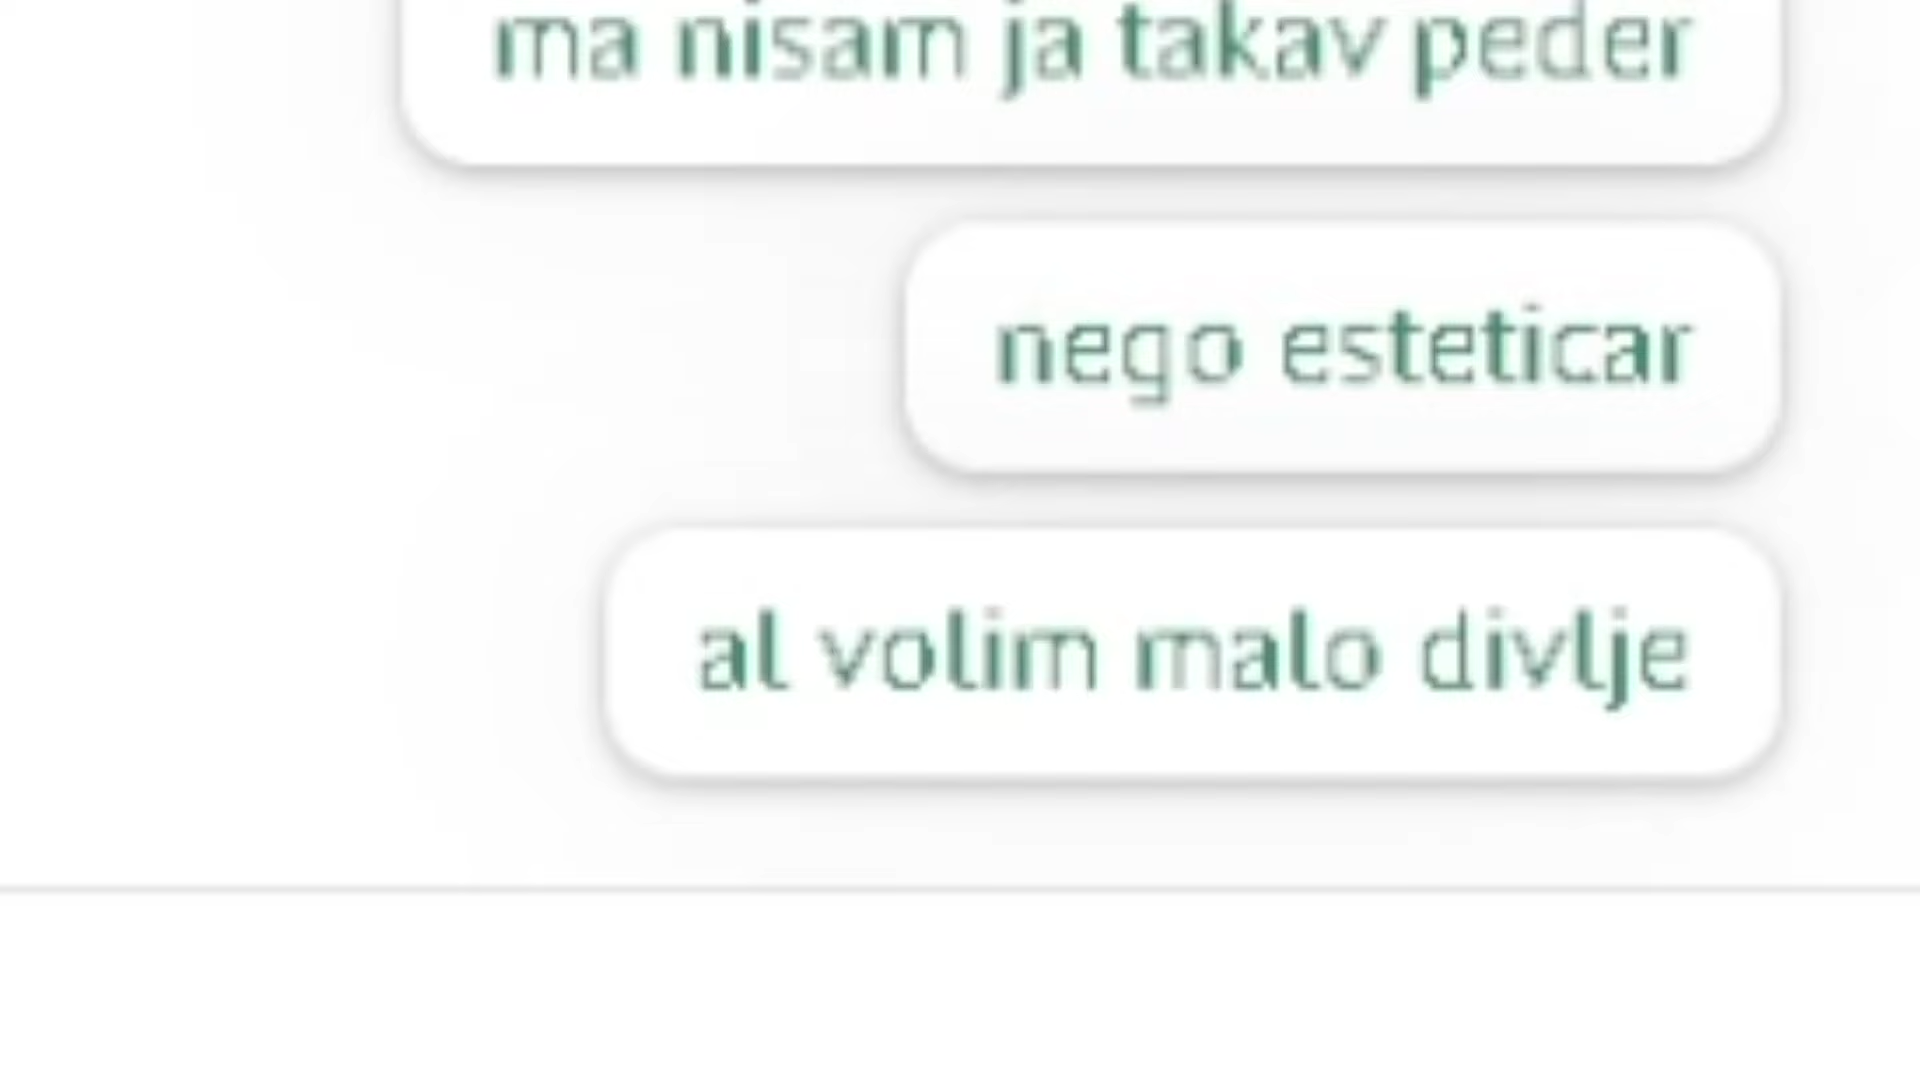 ma nisam ja takav peder
nego esteticar
al volim malo divlje